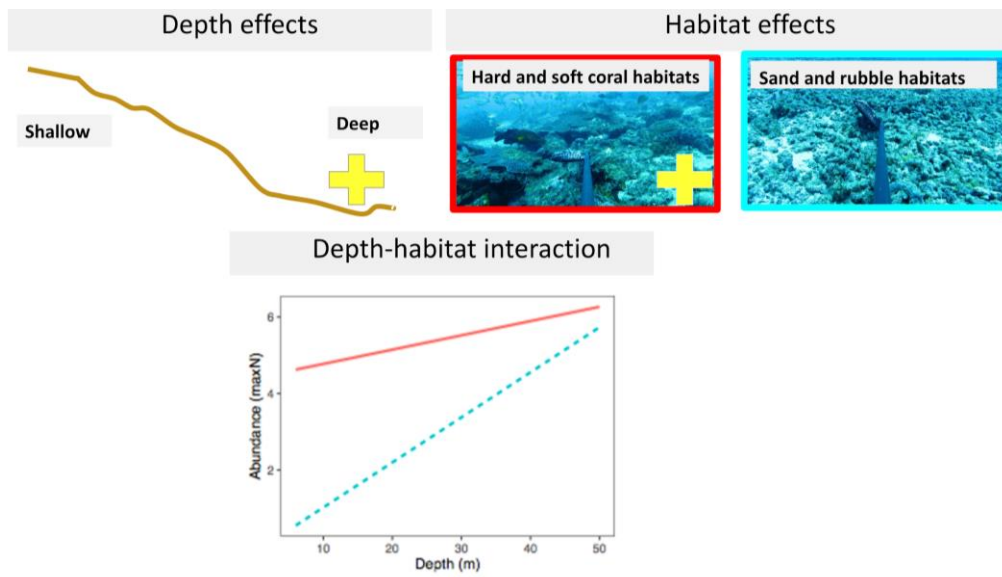 Depth effects
Habitat effects
Shallow
Deep
Hard and soft coral habitats
Sand and rubble habitats
Depth-habitat interaction
Abundance (maxN)
6
4
2
10 20 30 40 50
Depth (m)